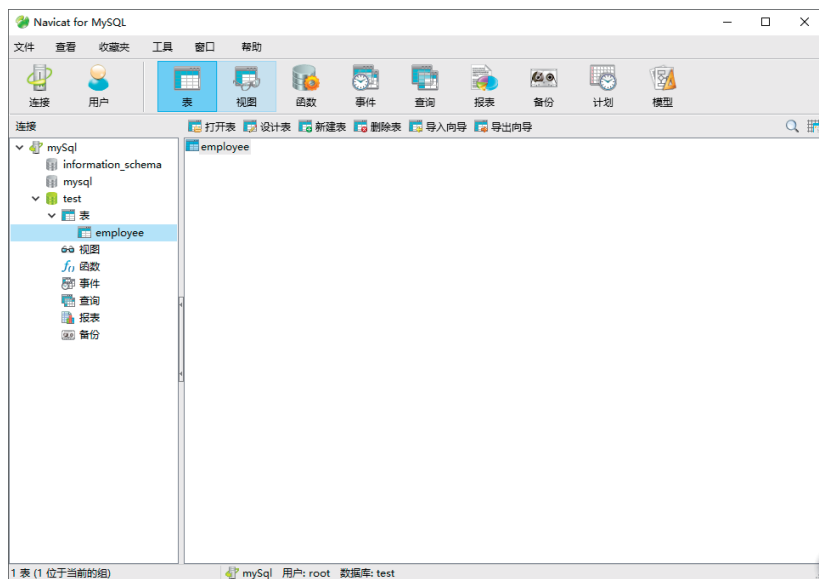 Navicat for MySQL
文件 查看 收藏夹 工具 窗口 帮助
连接 用户 表 视图 函数 事件 查询 报表 备份 计划 模型
连接 打开表 设计表 新建表 删除表 导入向导 导出向导
mySql
information_schema
mysql
test
表
employee
视图
函数
事件
查询
报表
备份
employee
1 表 (1 位于当前的组) mySql 用户: root 数据库: test